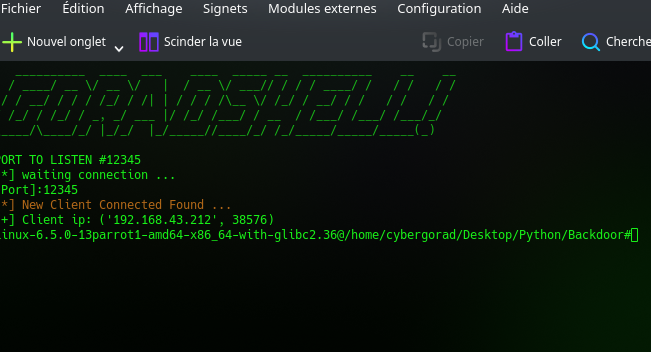 Fichier Édition Affichage Signets Modules externes Configuration Aide
Nouvel onglet Scinder la vue Copier Coller Cherche
ORT TO LISTEN #12345
*] waiting connection ...
Port]:12345
*] New Client Connected Found ...
+] Client ip: ('192.168.43.212', 38576)
inux-6.5.0-13parrot1-amd64-x86_64-with-glibc2.36@/home/cybergorad/Desktop/Python/Backdoor#